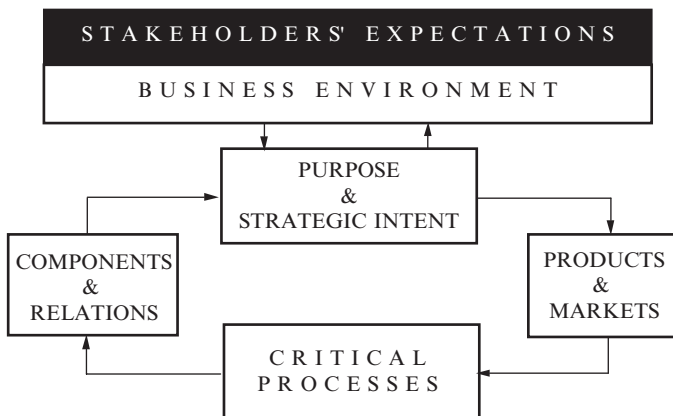 STAKEHOLDERS' EXPECTATIONS
BUSINESS ENVIRONMENT
PURPOSE
&
STRATEGIC INTENT
COMPONENTS
&
RELATIONS
PRODUCTS
&
MARKETS
CRITICAL
PROCESSES